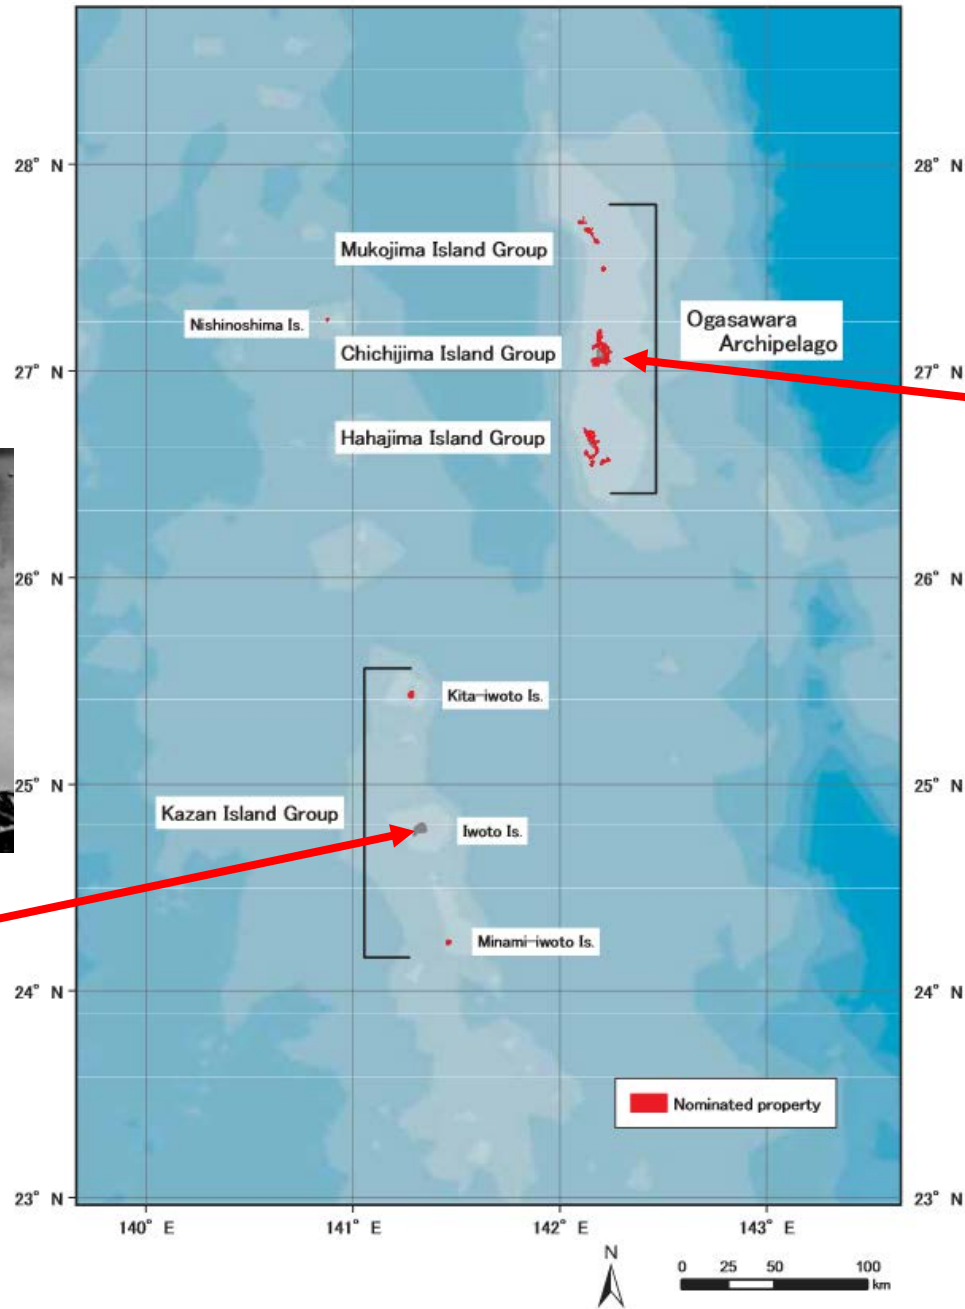 28° N
28° N
Mukojima Island Group
Nishinoshima Is.
Ogasawara
Archipelago
Chichijima Island Group
27° N
27° N
Hahajima Island Group
26° N
26° N
Kita-iwoto Is.
25° N
25° N
Kazan Island Group
Iwoto Is.
Minami-iwoto Is.
24° N
24° N
Nominated property
23° N
23° N
140° E
141° E
142° E
143° E
N
0 25 50 100
km